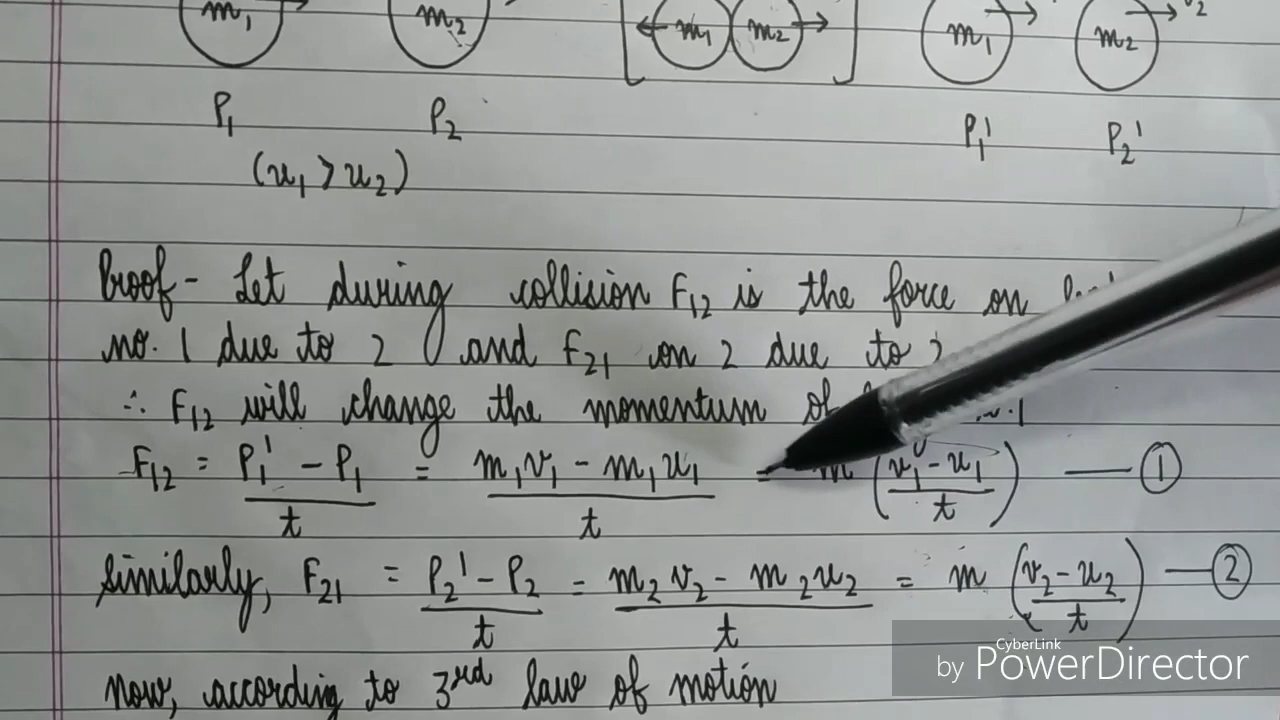 m₁ m₂ m₁ m₂ m₁ m₂ v₂
P₁ P₂ P₁' P₂'
(u₁ > u₂)
Proof - Let during collision F₁₂ is the force on
no. 1 due to 2 and F₂₁ on 2 due to
∴ F₁₂ will change the momentum of
F₁₂ = (P₁' - P₁)/t = (m₁v₁ - m₁u₁)/t = m ((v₁ - u₁)/t) — ①
Similarly, F₂₁ = (P₂' - P₂)/t = (m₂v₂ - m₂u₂)/t = m ((v₂ - u₂)/t) — ②
Now, according to 3rd law of motion
CyberLink
by PowerDirector